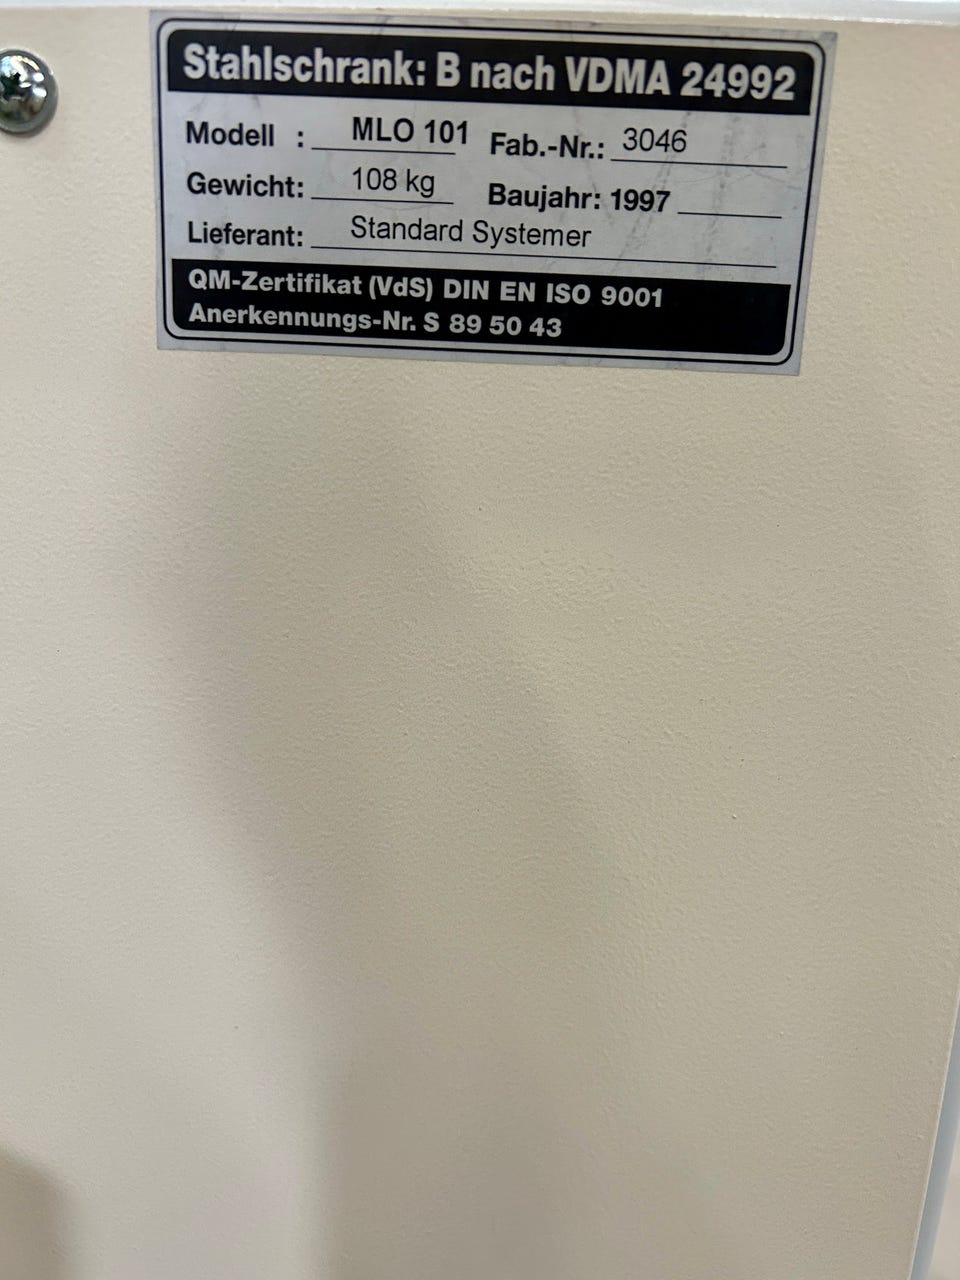 Stahlschrank: B nach VDMA 24992
Modell : MLO 101 Fab.-Nr.: 3046
Gewicht: 108 kg Baujahr: 1997
Lieferant: Standard Systemer
QM-Zertifikat (VdS) DIN EN ISO 9001
Anerkennungs-Nr. S 89 50 43